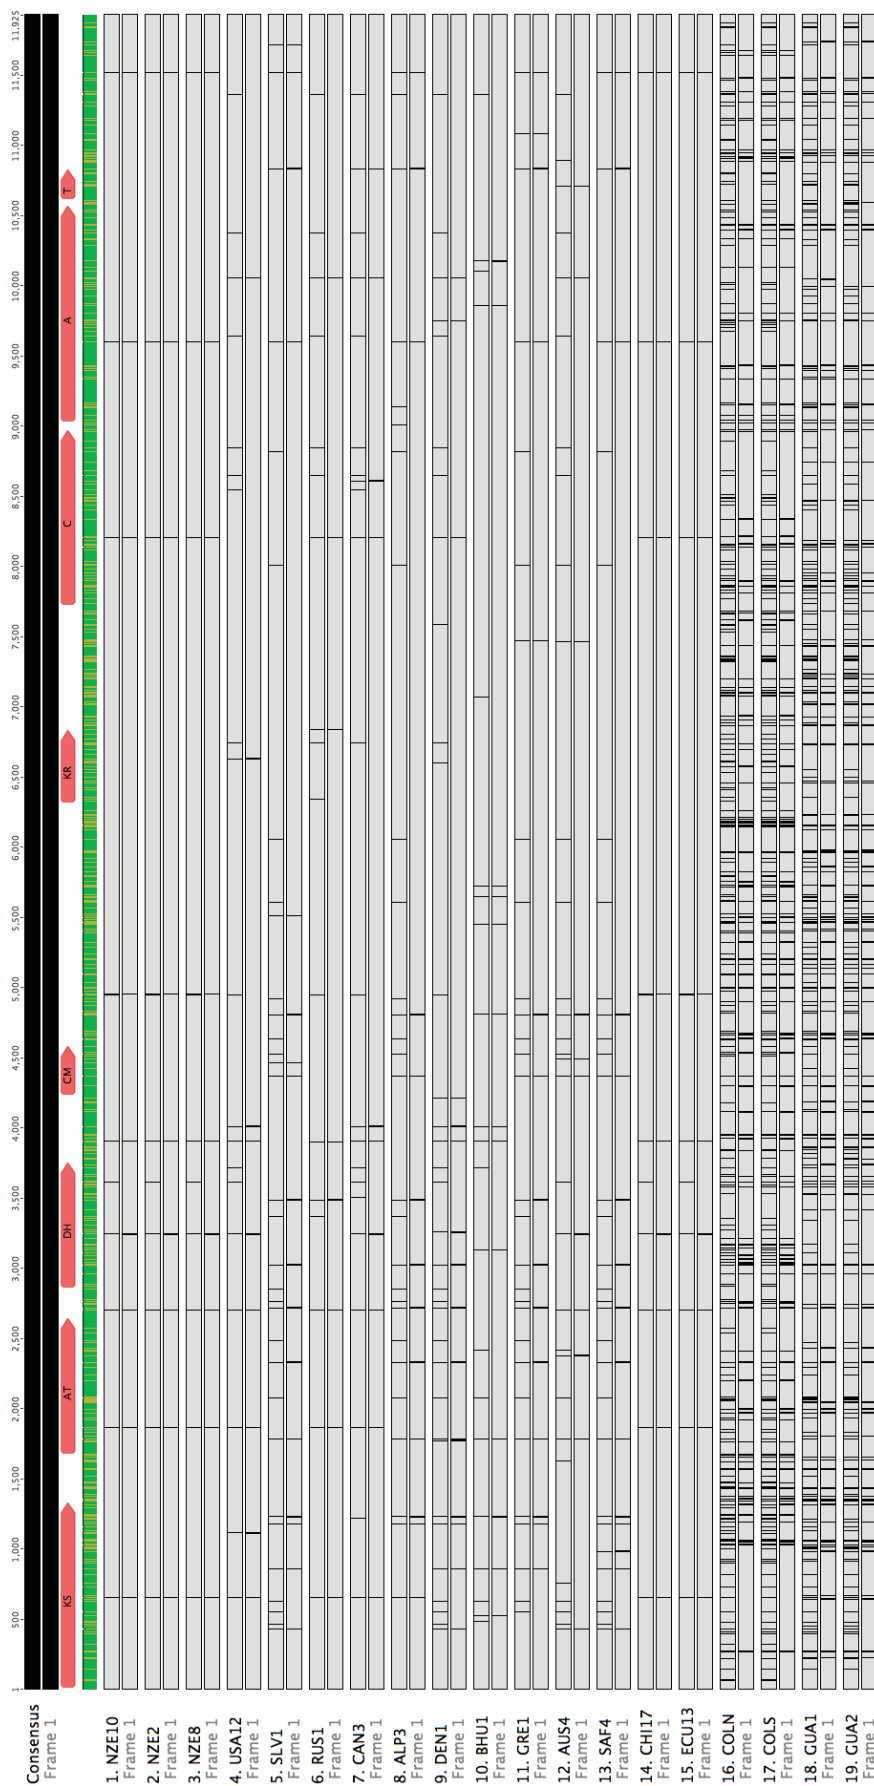 1 500 1,000 1,500 2,000 2,500 3,000 3,500 4,000 4,500 5,000 5,500 6,000 6,500 7,000 7,500 8,000 8,500 9,000 9,500 10,000 10,500 11,000 11,500 11,925
Consensus
Frame 1
KS AT DH CM KR C A T
1. NZE10
Frame 1
2. NZE2
Frame 1
3. NZE8
Frame 1
4. USA12
Frame 1
5. SLV1
Frame 1
6. RUS1
Frame 1
7. CAN3
Frame 1
8. ALP3
Frame 1
9. DEN1
Frame 1
10. BHU1
Frame 1
11. GRE1
Frame 1
12. AUS4
Frame 1
13. SAF4
Frame 1
14. CHI17
Frame 1
15. ECU13
Frame 1
16. COLN
Frame 1
17. COLS
Frame 1
18. GUA1
Frame 1
19. GUA2
Frame 1